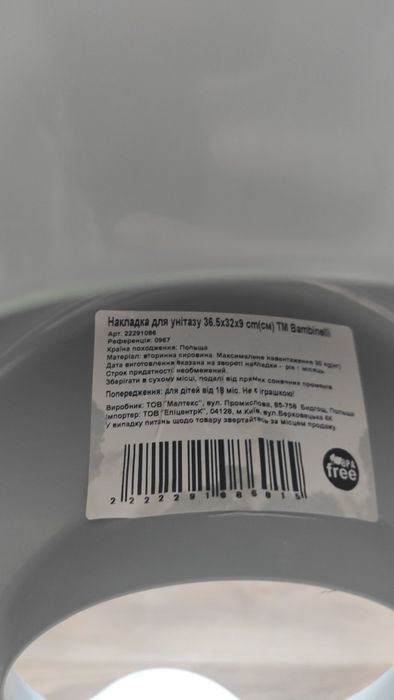 Накладка для унітазу 36.5х32х9 cm(см) ТМ Bambinelli
Арт. 22291086
Референція: 0967
Країна походження: Польща
Матеріал: вторинна сировина. Максимальне навантаження 30 kg(кг)
Дата виготовлення вказана на звороті накладки - рік і місяць.
Строк придатності: необмежений.
Зберігати в сухому місці, подалі від прямих сонячних променів.
Попередження: для дітей від 18 міс. Не є іграшкою!
Виробник: ТОВ "Малтекс", вул. Промислова, 85-758 Бидгощ, Польща
Імпортер: ТОВ "ЕпіцентрК", 04128, м.Київ, вул.Берковецька 6К
У випадку питань щодо товару звертайтесь за місцем продажу.
BPA
free
2 222291 086815